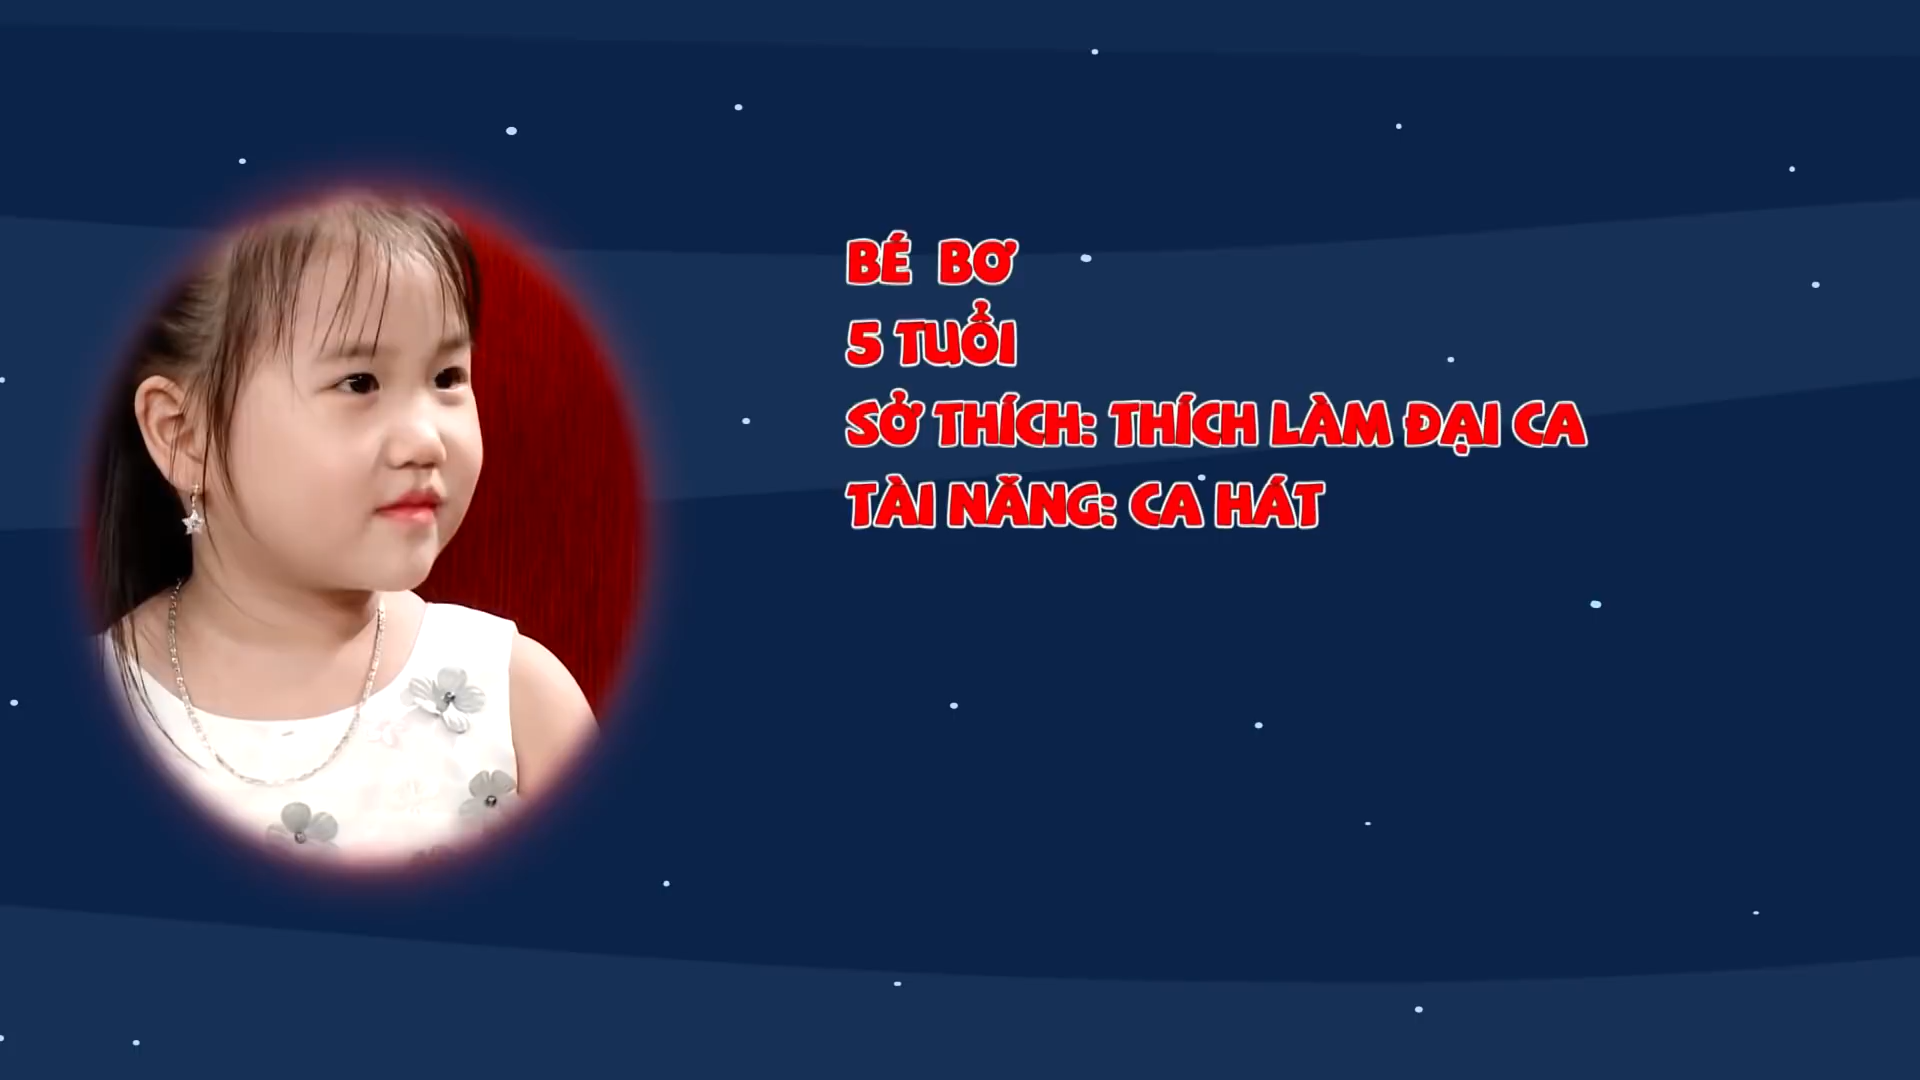 BÉ BƠ
5 TUỔI
SỞ THÍCH: THÍCH LÀM ĐẠI CA
TÀI NĂNG: CA HÁT